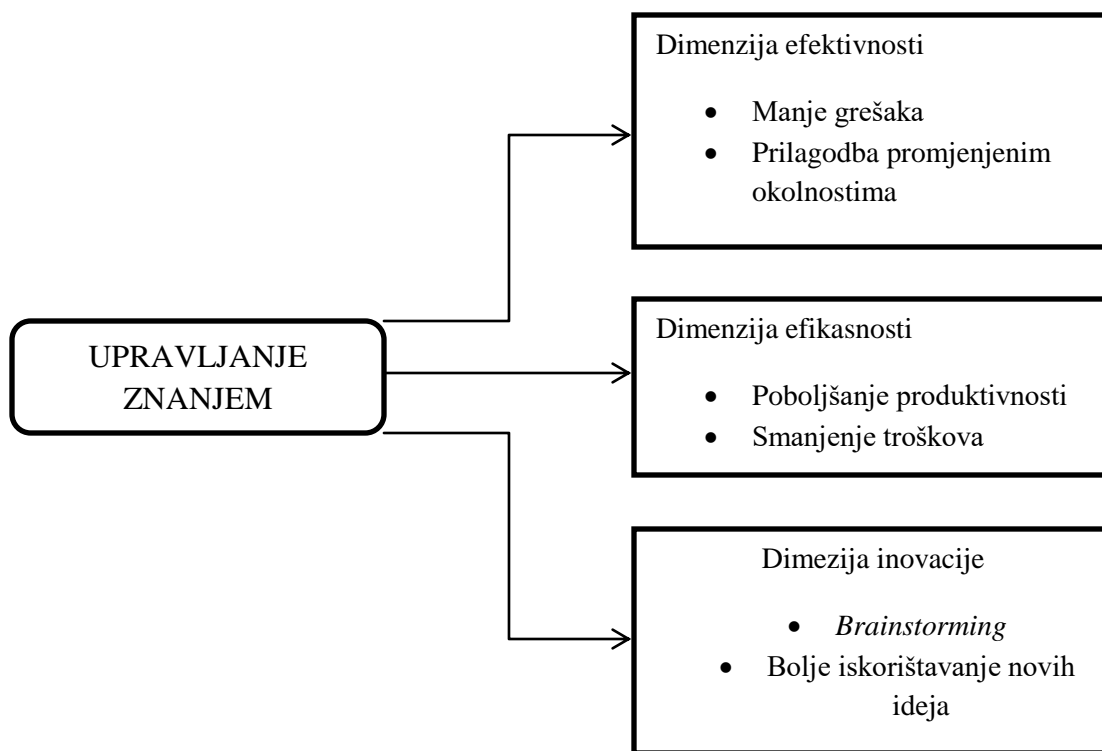 Dimenzija efektivnosti
• Manje grešaka
• Prilagodba promjenjenim
okolnostima
UPRAVLJANJE
ZNANJEM
Dimenzija efikasnosti
• Poboljšanje produktivnosti
• Smanjenje troškova
Dimezija inovacije
• Brainstorming
• Bolje iskorištavanje novih
ideja